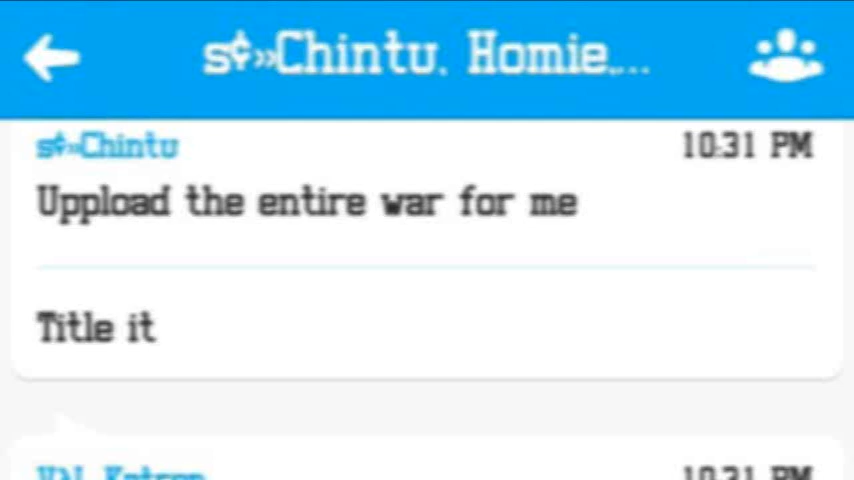 s¢»Chintu. Homie,...
s¢»Chintu 10:31 PM
Uppload the entire war for me
Title it
10:31 PM